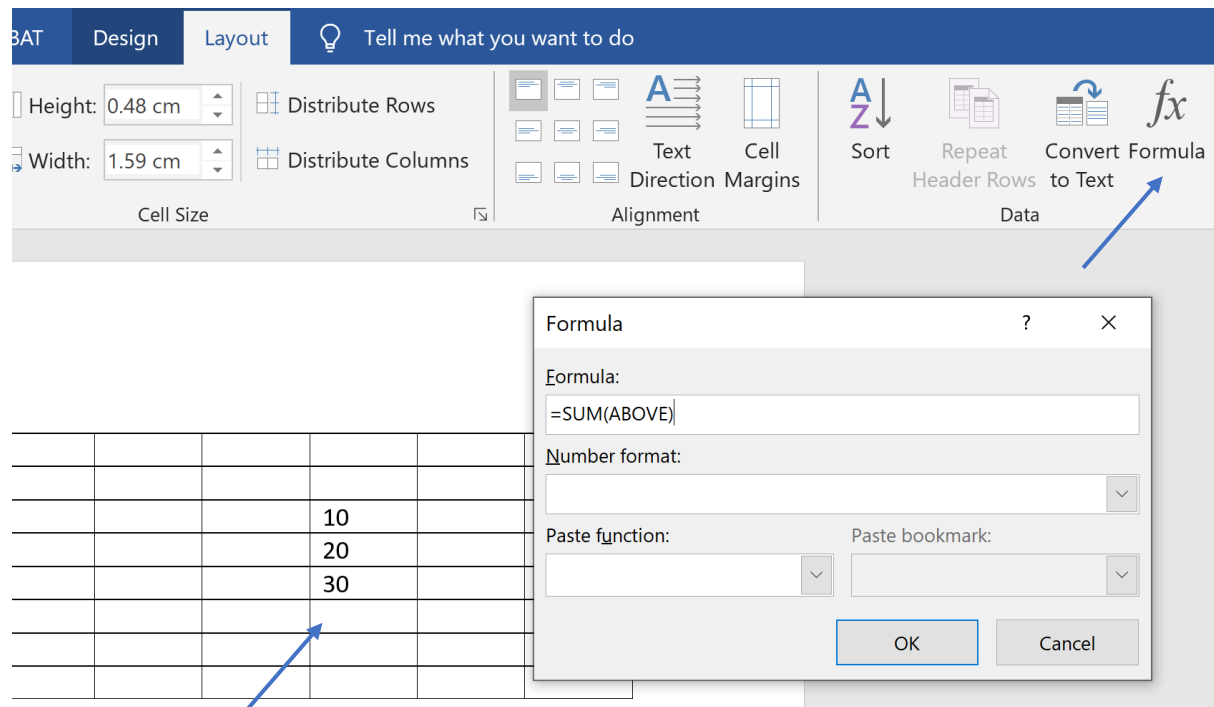 BAT Design Layout Tell me what you want to do
Height: 0.48 cm
Distribute Rows
Width: 1.59 cm
Distribute Columns
Cell Size
A
Text
Direction
Cell
Margins
Alignment
A
Z
Sort
Repeat
Header Rows
Convert
to Text
fx
Formula
Data
10
20
30
Formula ?
Formula:
=SUM(ABOVE)
Number format:
Paste function: Paste bookmark:
OK Cancel